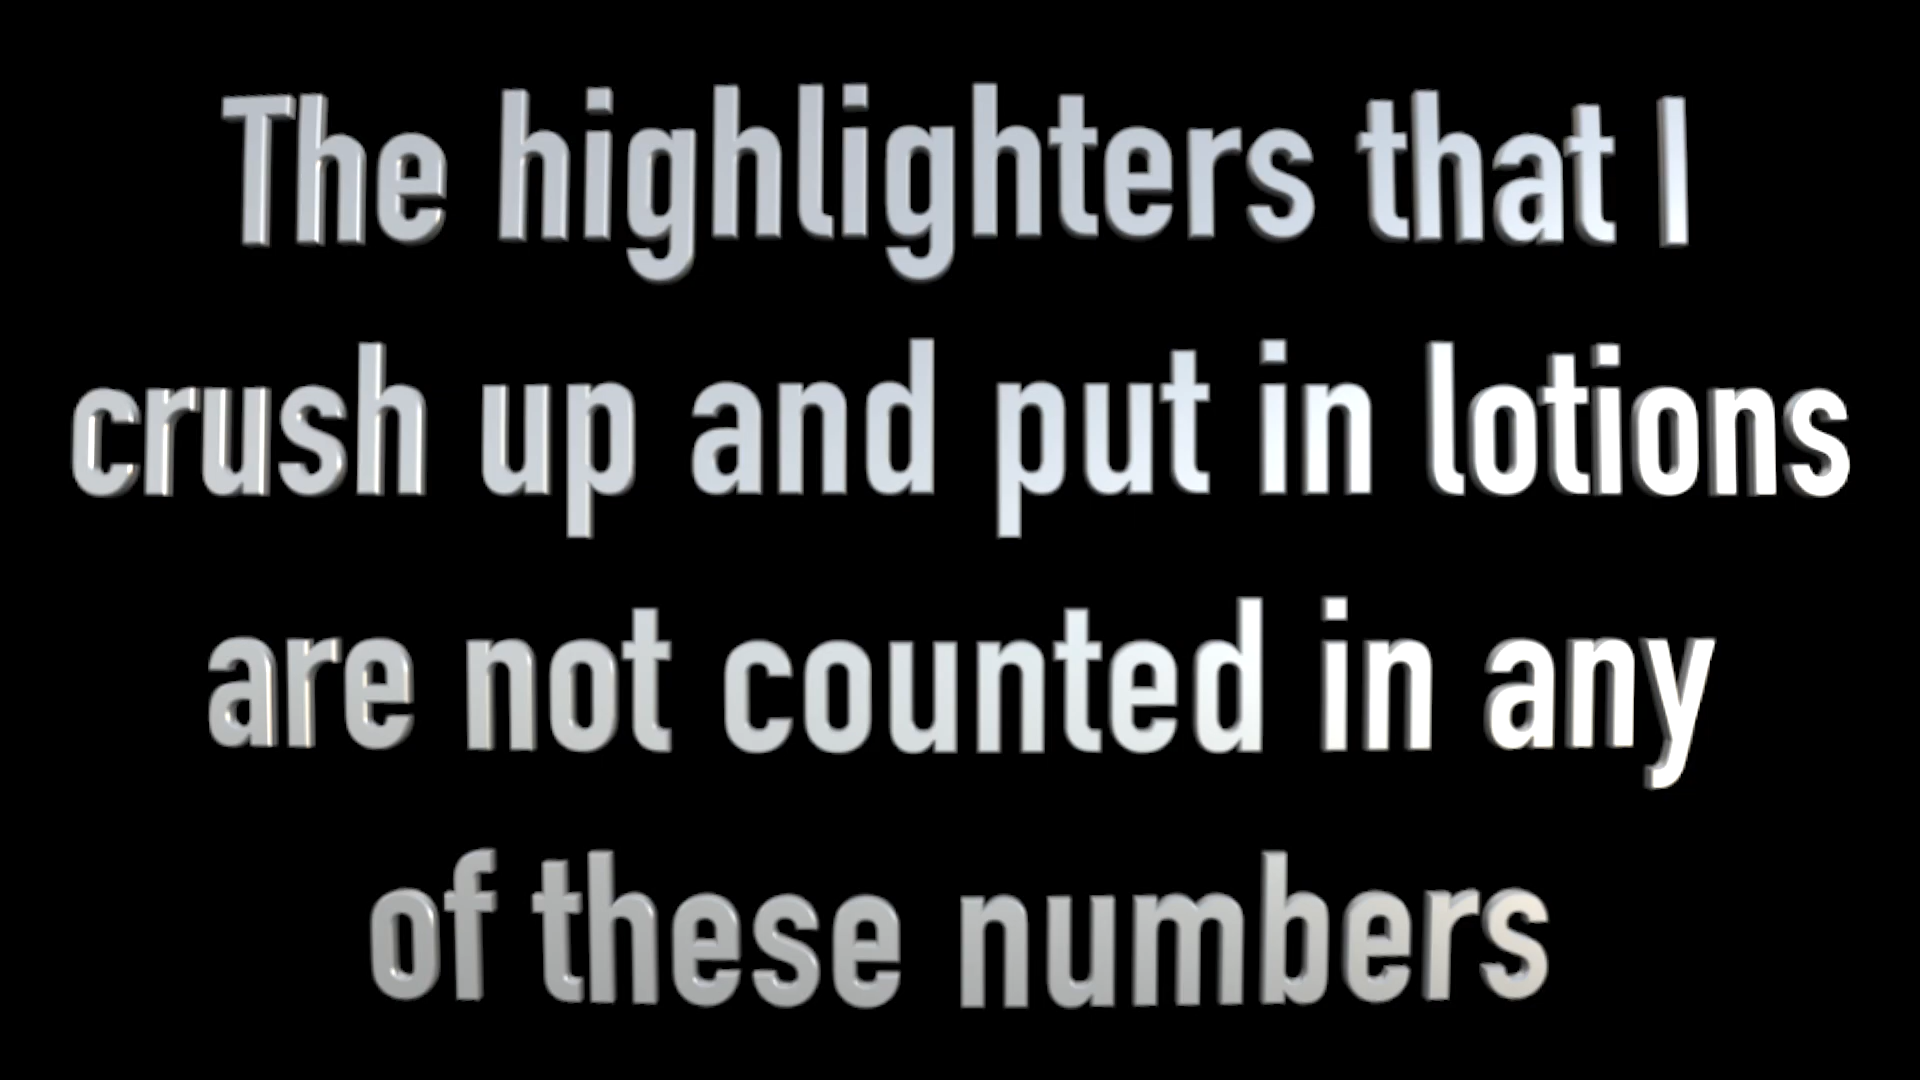 The highlighters that I
crush up and put in lotions
are not counted in any
of these numbers